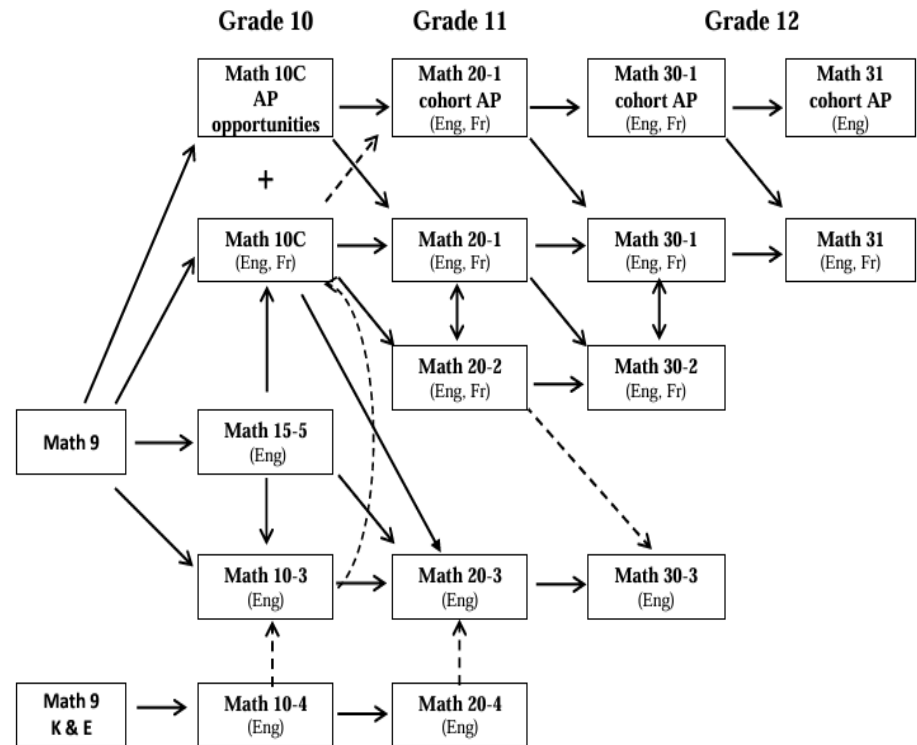 Grade 10
Grade 11
Grade 12
Math 10C
AP
opportunities
Math 20-1
cohort AP
(Eng, Fr)
Math 30-1
cohort AP
(Eng, Fr)
Math 31
cohort AP
(Eng)
+
Math 10C
(Eng, Fr)
Math 20-1
(Eng, Fr)
Math 30-1
(Eng, Fr)
Math 31
(Eng, Fr)
Math 20-2
(Eng, Fr)
Math 30-2
(Eng, Fr)
Math 9
Math 15-5
(Eng)
Math 10-3
(Eng)
Math 20-3
(Eng)
Math 30-3
(Eng)
Math 9
K & E
Math 10-4
(Eng)
Math 20-4
(Eng)